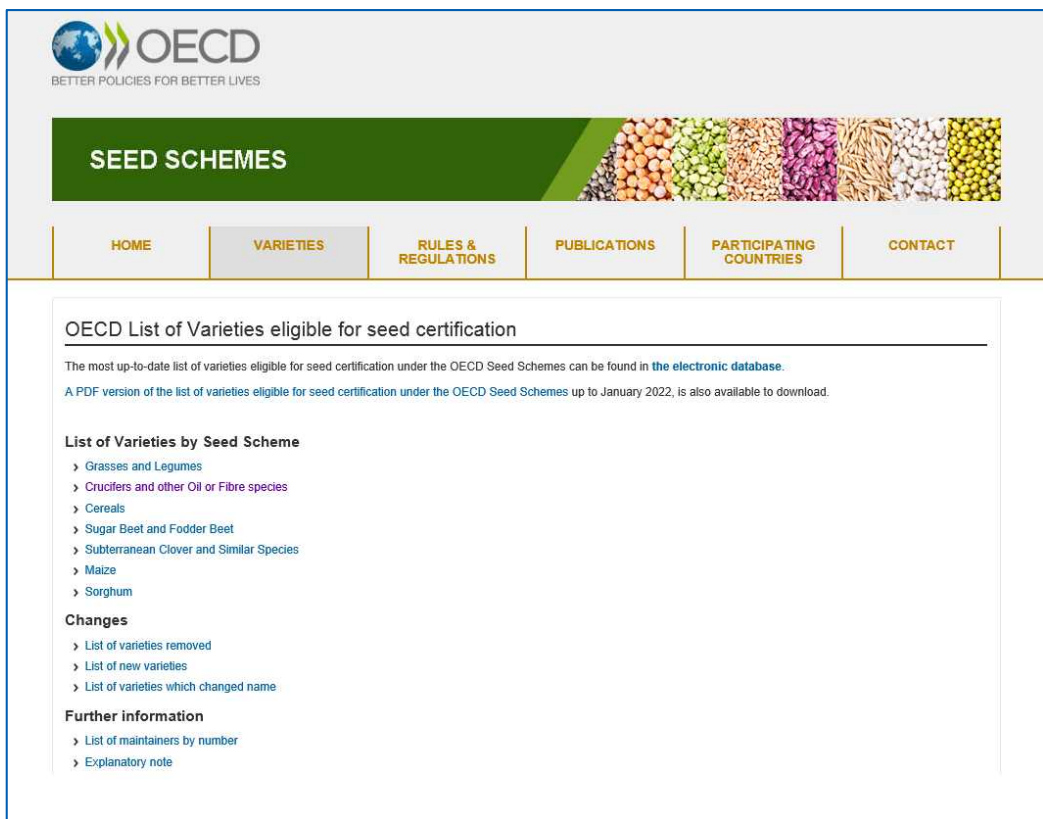 OECD
BETTER POLICIES FOR BETTER LIVES
SEED SCHEMES
HOME
VARIETIES
RULES &
REGULATIONS
PUBLICATIONS
PARTICIPATING
COUNTRIES
CONTACT
OECD List of Varieties eligible for seed certification
The most up-to-date list of varieties eligible for seed certification under the OECD Seed Schemes can be found in the electronic database.
A PDF version of the list of varieties eligible for seed certification under the OECD Seed Schemes up to January 2022, is also available to download.
List of Varieties by Seed Scheme
Grasses and Legumes
Crucifers and other Oil or Fibre species
Cereals
Sugar Beet and Fodder Beet
Subterranean Clover and Similar Species
Maize
Sorghum
Changes
List of varieties removed
List of new varieties
List of varieties which changed name
Further information
List of maintainers by number
Explanatory note